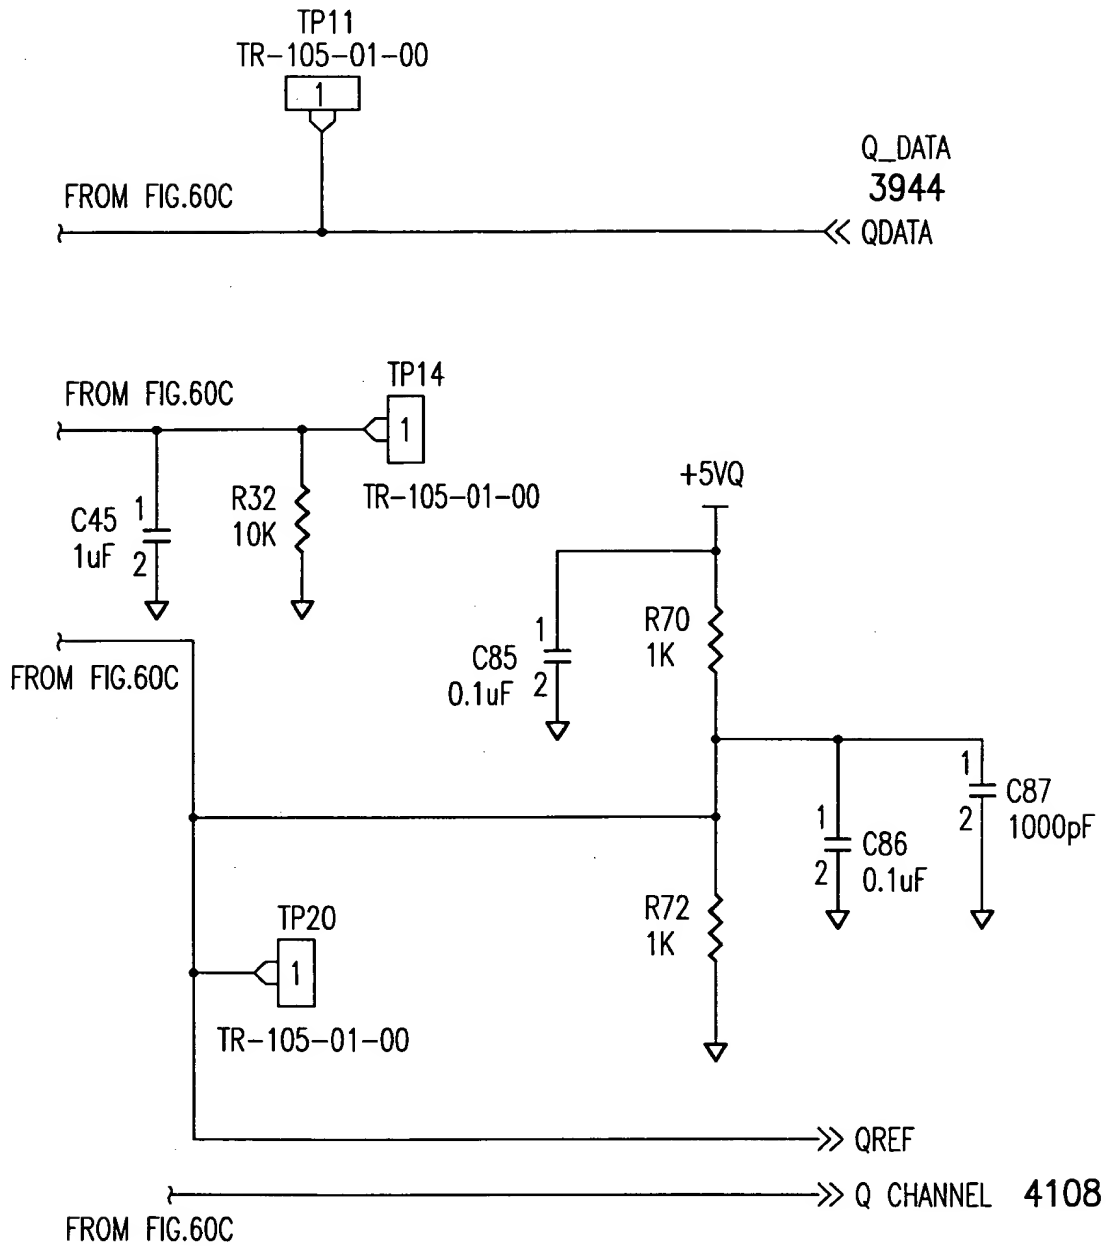 TP11
TR-105-01-00
1
Q_DATA
3944
FROM FIG.60C
QDATA
TP14
FROM FIG.60C
1
+5VQ
TR-105-01-00
R32
10K
C45
1uF
1
2
R70
1K
C85
0.1uF
1
2
FROM FIG.60C
1
2
C87
1000pF
1
2
C86
0.1uF
R72
1K
TP20
1
TR-105-01-00
QREF
Q CHANNEL 4108
FROM FIG.60C